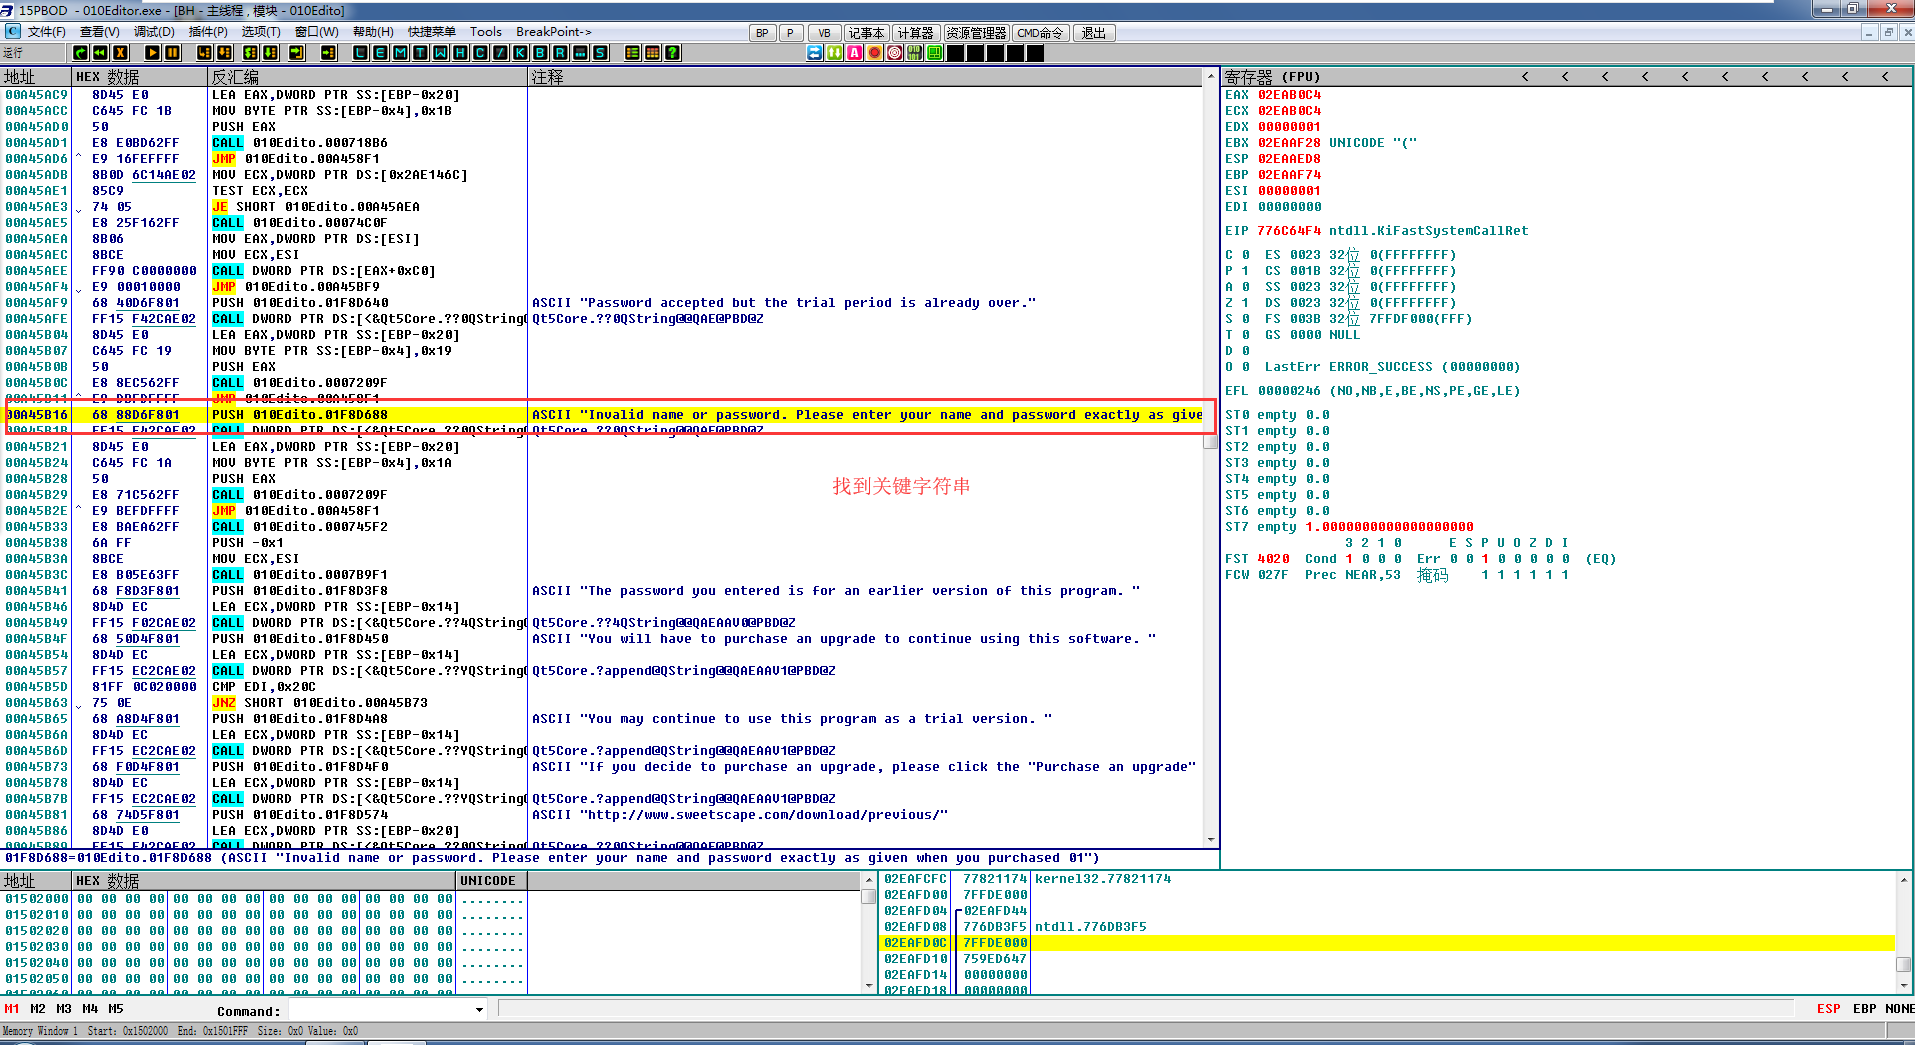 15PBOD - 010Editor.exe - [BH - 主线程 , 模块 - 010Edito]
文件(F) 查看(V) 调试(D) 插件(P) 选项(T) 窗口(W) 帮助(H) 快捷菜单 Tools BreakPoint-> BP P VB 记事本 计算器 资源管理器 CMD命令 退出
运行 L E M T W H C / K B R ... S
地址 HEX 数据 反汇编 注释
00A45AC9 8D45 E0 LEA EAX,DWORD PTR SS:[EBP-0x20]
00A45ACC C645 FC 1B MOV BYTE PTR SS:[EBP-0x4],0x1B
00A45AD0 50 PUSH EAX
00A45AD1 E8 E0BD62FF CALL 010Edito.000718B6
00A45AD6 ^ E9 16FEFFFF JMP 010Edito.00A458F1
00A45ADB 8B0D 6C14AE02 MOV ECX,DWORD PTR DS:[0x2AE146C]
00A45AE1 85C9 TEST ECX,ECX
00A45AE3 74 05 JE SHORT 010Edito.00A45AEA
00A45AE5 E8 25F162FF CALL 010Edito.00074C0F
00A45AEA 8B06 MOV EAX,DWORD PTR DS:[ESI]
00A45AEC 8BCE MOV ECX,ESI
00A45AEE FF90 C0000000 CALL DWORD PTR DS:[EAX+0xC0]
00A45AF4 E9 00010000 JMP 010Edito.00A45BF9
00A45AF9 68 40D6F801 PUSH 010Edito.01F8D640 ASCII "Password accepted but the trial period is already over."
00A45AFE FF15 F42CAE02 CALL DWORD PTR DS:[<&Qt5Core.??0QString@ Qt5Core.??0QString@@QAE@PBD@Z
00A45B04 8D45 E0 LEA EAX,DWORD PTR SS:[EBP-0x20]
00A45B07 C645 FC 19 MOV BYTE PTR SS:[EBP-0x4],0x19
00A45B0B 50 PUSH EAX
00A45B0C E8 8EC562FF CALL 010Edito.0007209F
00A45B11 ^ E9 DBFDFFFF JMP 010Edito.00A458F1
00A45B16 68 88D6F801 PUSH 010Edito.01F8D688 ASCII "Invalid name or password. Please enter your name and password exactly as give
00A45B1B FF15 F42CAE02 CALL DWORD PTR DS:[<&Qt5Core.??0QString@ Qt5Core.??0QString@@QAE@PBD@Z
00A45B21 8D45 E0 LEA EAX,DWORD PTR SS:[EBP-0x20]
00A45B24 C645 FC 1A MOV BYTE PTR SS:[EBP-0x4],0x1A
00A45B28 50 PUSH EAX
找到关键字符串
00A45B29 E8 71C562FF CALL 010Edito.0007209F
00A45B2E ^ E9 BEFDFFFF JMP 010Edito.00A458F1
00A45B33 E8 BAEA62FF CALL 010Edito.000745F2
00A45B38 6A FF PUSH -0x1
00A45B3A 8BCE MOV ECX,ESI
00A45B3C E8 B05E63FF CALL 010Edito.0007B9F1
00A45B41 68 F8D3F801 PUSH 010Edito.01F8D3F8 ASCII "The password you entered is for an earlier version of this program. "
00A45B46 8D4D EC LEA ECX,DWORD PTR SS:[EBP-0x14]
00A45B49 FF15 F02CAE02 CALL DWORD PTR DS:[<&Qt5Core.??4QString@ Qt5Core.??4QString@@QAEAAV0@PBD@Z
00A45B4F 68 50D4F801 PUSH 010Edito.01F8D450 ASCII "You will have to purchase an upgrade to continue using this software. "
00A45B54 8D4D EC LEA ECX,DWORD PTR SS:[EBP-0x14]
00A45B57 FF15 EC2CAE02 CALL DWORD PTR DS:[<&Qt5Core.??YQString@ Qt5Core.?append@QString@@QAEAAV1@PBD@Z
00A45B5D 81FF 0C020000 CMP EDI,0x20C
00A45B63 75 0E JNZ SHORT 010Edito.00A45B73
00A45B65 68 A8D4F801 PUSH 010Edito.01F8D4A8 ASCII "You may continue to use this program as a trial version. "
00A45B6A 8D4D EC LEA ECX,DWORD PTR SS:[EBP-0x14]
00A45B6D FF15 EC2CAE02 CALL DWORD PTR DS:[<&Qt5Core.??YQString@ Qt5Core.?append@QString@@QAEAAV1@PBD@Z
00A45B73 68 F0D4F801 PUSH 010Edito.01F8D4F0 ASCII "If you decide to purchase an upgrade, please click the "Purchase an upgrade"
00A45B78 8D4D EC LEA ECX,DWORD PTR SS:[EBP-0x14]
00A45B7B FF15 EC2CAE02 CALL DWORD PTR DS:[<&Qt5Core.??YQString@ Qt5Core.?append@QString@@QAEAAV1@PBD@Z
00A45B81 68 74D5F801 PUSH 010Edito.01F8D574 ASCII "http://www.sweetscape.com/download/previous/"
00A45B86 8D4D E0 LEA ECX,DWORD PTR SS:[EBP-0x20]
00A45B89 FF15 F42CAE02 CALL DWORD PTR DS:[<&Qt5Core.??0QString@ Qt5Core.??0QString@@QAE@PBD@Z
01F8D688=010Edito.01F8D688 (ASCII "Invalid name or password. Please enter your name and password exactly as given when you purchased 01")
寄存器 (FPU) < < < < < < < < < <
EAX 02EAB0C4
ECX 02EAB0C4
EDX 00000001
EBX 02EAAF28 UNICODE "("
ESP 02EAAED8
EBP 02EAAF74
ESI 00000001
EDI 00000000
EIP 776C64F4 ntdll.KiFastSystemCallRet
C 0 ES 0023 32位 0(FFFFFFFF)
P 1 CS 001B 32位 0(FFFFFFFF)
A 0 SS 0023 32位 0(FFFFFFFF)
Z 1 DS 0023 32位 0(FFFFFFFF)
S 0 FS 003B 32位 7FFDF000(FFF)
T 0 GS 0000 NULL
D 0
O 0 LastErr ERROR_SUCCESS (00000000)
EFL 00000246 (NO,NB,E,BE,NS,PE,GE,LE)
ST0 empty 0.0
ST1 empty 0.0
ST2 empty 0.0
ST3 empty 0.0
ST4 empty 0.0
ST5 empty 0.0
ST6 empty 0.0
ST7 empty 1.0000000000000000000
3 2 1 0 E S P U O Z D I
FST 4020 Cond 1 0 0 0 Err 0 0 1 0 0 0 0 0 (EQ)
FCW 027F Prec NEAR,53 掩码 1 1 1 1 1 1
地址 HEX 数据 UNICODE
01502000 00 00 00 00 00 00 00 00 00 00 00 00 00 00 00 00 ........
01502010 00 00 00 00 00 00 00 00 00 00 00 00 00 00 00 00 ........
01502020 00 00 00 00 00 00 00 00 00 00 00 00 00 00 00 00 ........
01502030 00 00 00 00 00 00 00 00 00 00 00 00 00 00 00 00 ........
01502040 00 00 00 00 00 00 00 00 00 00 00 00 00 00 00 00 ........
01502050 00 00 00 00 00 00 00 00 00 00 00 00 00 00 00 00 ........
02EAFCFC 77821174 kernel32.77821174
02EAFD00 7FFDE000
02EAFD04 02EAFD44
02EAFD08 776DB3F5 ntdll.776DB3F5
02EAFD0C 7FFDE000
02EAFD10 759ED647
02EAFD14 00000000
02EAFD18 00000000
M1 M2 M3 M4 M5 Command: ESP EBP NONE
Memory Window 1 Start: 0x1502000 End: 0x1501FFF Size: 0x0 Value: 0x0